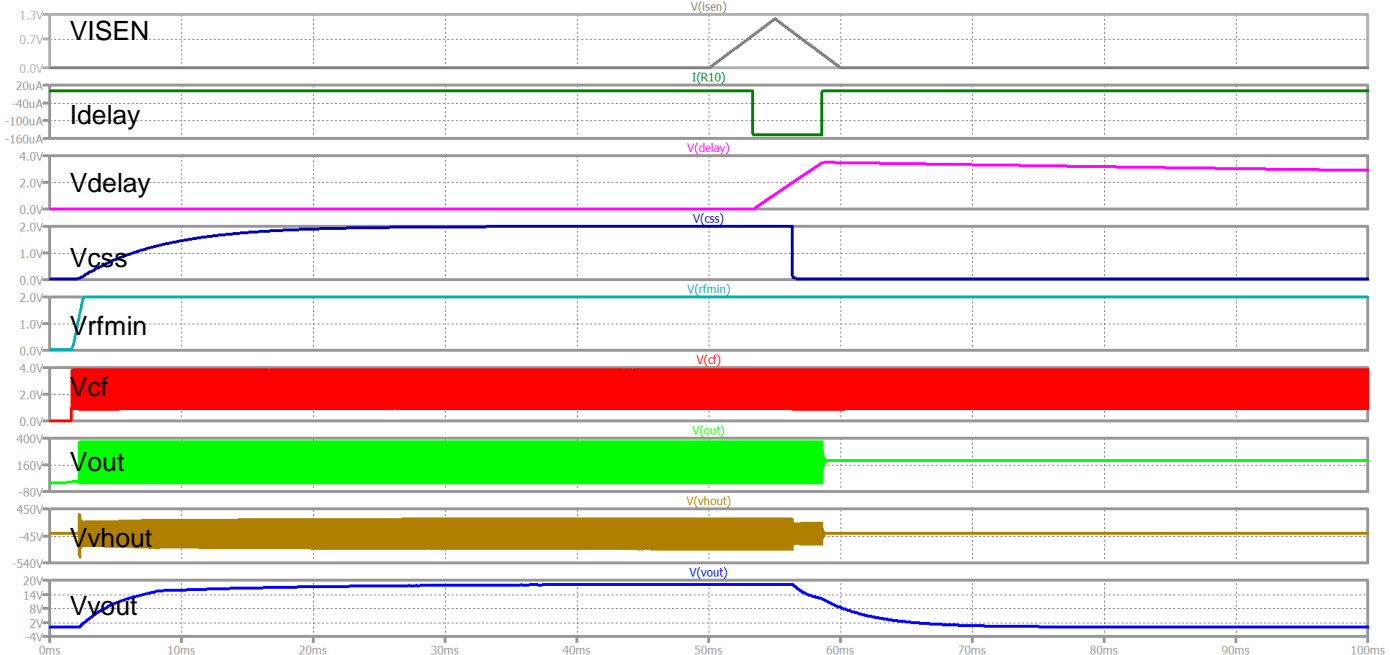 V(isen)
1.3V
VISEN
0.7V
0.0V
I(R10)
20uA
-40uA
Idelay
-100uA
-160uA
V(delay)
4.0V
Vdelay
2.0V
0.0V
V(css)
2.0V
Vcss
1.0V
0.0V
V(rfmin)
2.0V
Vrfmin
1.0V
0.0V
V(cf)
4.0V
Vcf
2.0V
0.0V
V(out)
400V
Vout
160V
-80V
V(vhout)
450V
Vvhout
-45V
-540V
V(vout)
20V
14V
Vvout
8V
2V
-4V
0ms 10ms 20ms 30ms 40ms 50ms 60ms 70ms 80ms 90ms 100ms